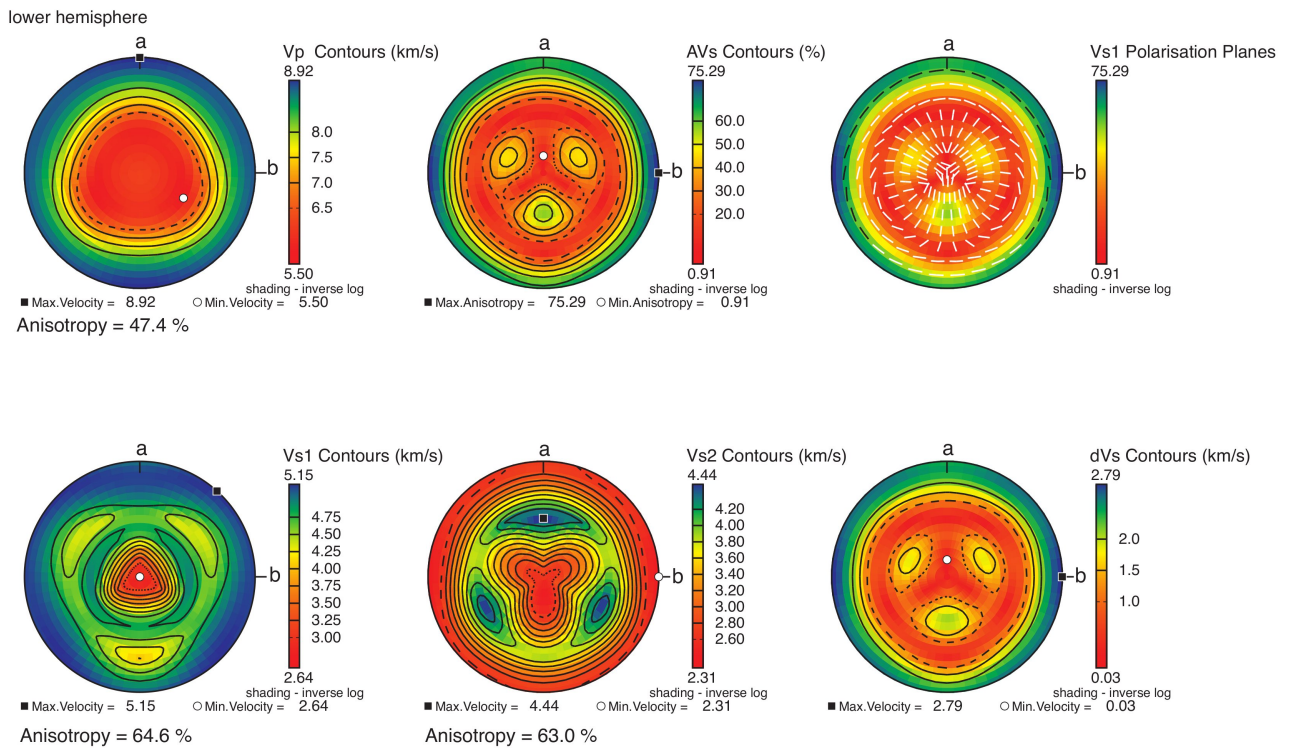 lower hemisphere
a
Vp Contours (km/s)
8.92
8.0
7.5
7.0
6.5
5.50
b
shading - inverse log
Max.Velocity = 8.92 Min.Velocity = 5.50
Anisotropy = 47.4 %
a
AVs Contours (%)
75.29
60.0
50.0
40.0
30.0
20.0
0.91
b
shading - inverse log
Max.Anisotropy = 75.29 Min.Anisotropy = 0.91
a
Vs1 Polarisation Planes
75.29
0.91
b
shading - inverse log
a
Vs1 Contours (km/s)
5.15
4.75
4.50
4.25
4.00
3.75
3.50
3.25
3.00
2.64
b
shading - inverse log
Max.Velocity = 5.15 Min.Velocity = 2.64
Anisotropy = 64.6 %
a
Vs2 Contours (km/s)
4.44
4.20
4.00
3.80
3.60
3.40
3.20
3.00
2.80
2.60
2.31
b
shading - inverse log
Max.Velocity = 4.44 Min.Velocity = 2.31
Anisotropy = 63.0 %
a
dVs Contours (km/s)
2.79
2.0
1.5
1.0
0.03
b
shading - inverse log
Max.Velocity = 2.79 Min.Velocity = 0.03